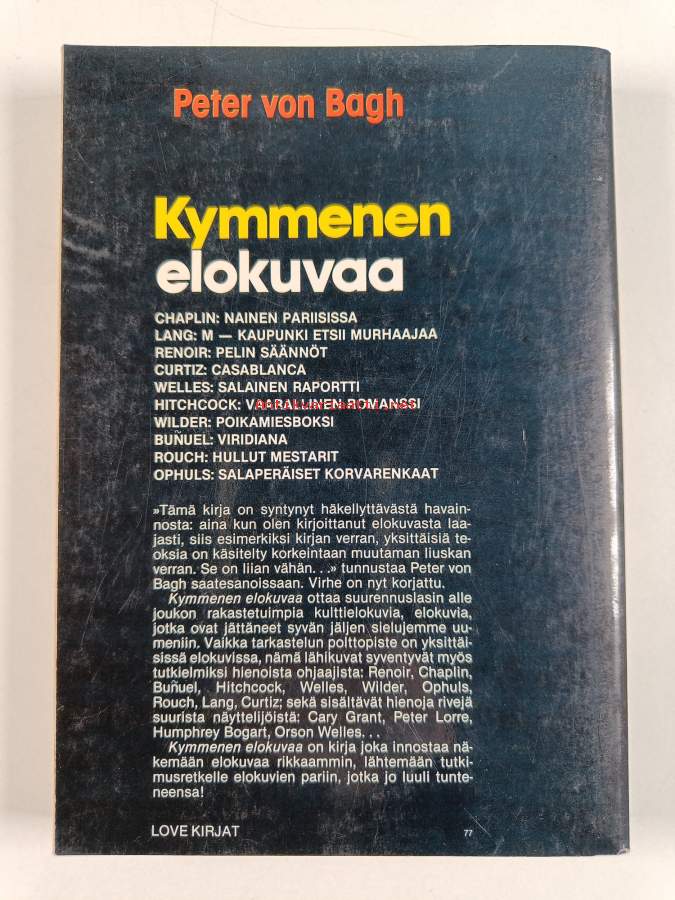 Peter von Bagh
Kymmenen
elokuvaa
CHAPLIN: NAINEN PARIISISSA
LANG: M — KAUPUNKI ETSII MURHAAJAA
RENOIR: PELIN SÄÄNNÖT
CURTIZ: CASABLANCA
WELLES: SALAINEN RAPORTTI
HITCHCOCK: VAARALLINEN ROMANSSI
WILDER: POIKAMIESBOKSI
BUÑUEL: VIRIDIANA
ROUCH: HULLUT MESTARIT
OPHULS: SALAPERÄISET KORVARENKAAT
»Tämä kirja on syntynyt häkellyttävästä havain-
nosta: aina kun olen kirjoittanut elokuvasta laa-
jasti, siis esimerkiksi kirjan verran, yksittäisiä te-
oksia on käsitelty korkeintaan muutaman liuskan
verran. Se on liian vähän. . .» tunnustaa Peter von
Bagh saatesanoissaan. Virhe on nyt korjattu.
Kymmenen elokuvaa ottaa suurennuslasin alle
joukon rakastetuimpia kulttielokuvia, elokuvia,
jotka ovat jättäneet syvän jäljen sielujemme uu-
meniin. Vaikka tarkastelun polttopiste on yksittäi-
sissä elokuvissa, nämä lähikuvat syventyvät myös
tutkielmiksi hienoista ohjaajista: Renoir, Chaplin,
Buñuel, Hitchcock, Welles, Wilder, Ophuls,
Rouch, Lang, Curtiz; sekä sisältävät hienoja rivejä
suurista näyttelijöistä: Cary Grant, Peter Lorre,
Humphrey Bogart, Orson Welles. . .
Kymmenen elokuvaa on kirja joka innostaa nä-
kemään elokuvaa rikkaammin, lähtemään tutki-
musretkelle elokuvien pariin, jotka jo luuli tunte-
neensa!
LOVE KIRJAT 77